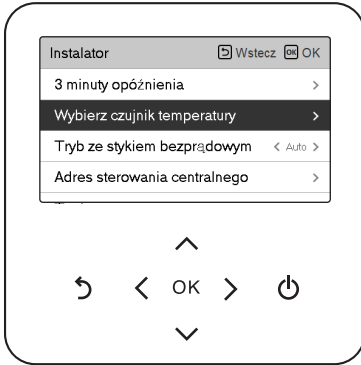 Instalator Wstecz OK OK
3 minuty opóźnienia >
Wybierz czujnik temperatury >
Tryb ze stykiem bezprądowym < Auto >
Adres sterowania centralnego >
OK